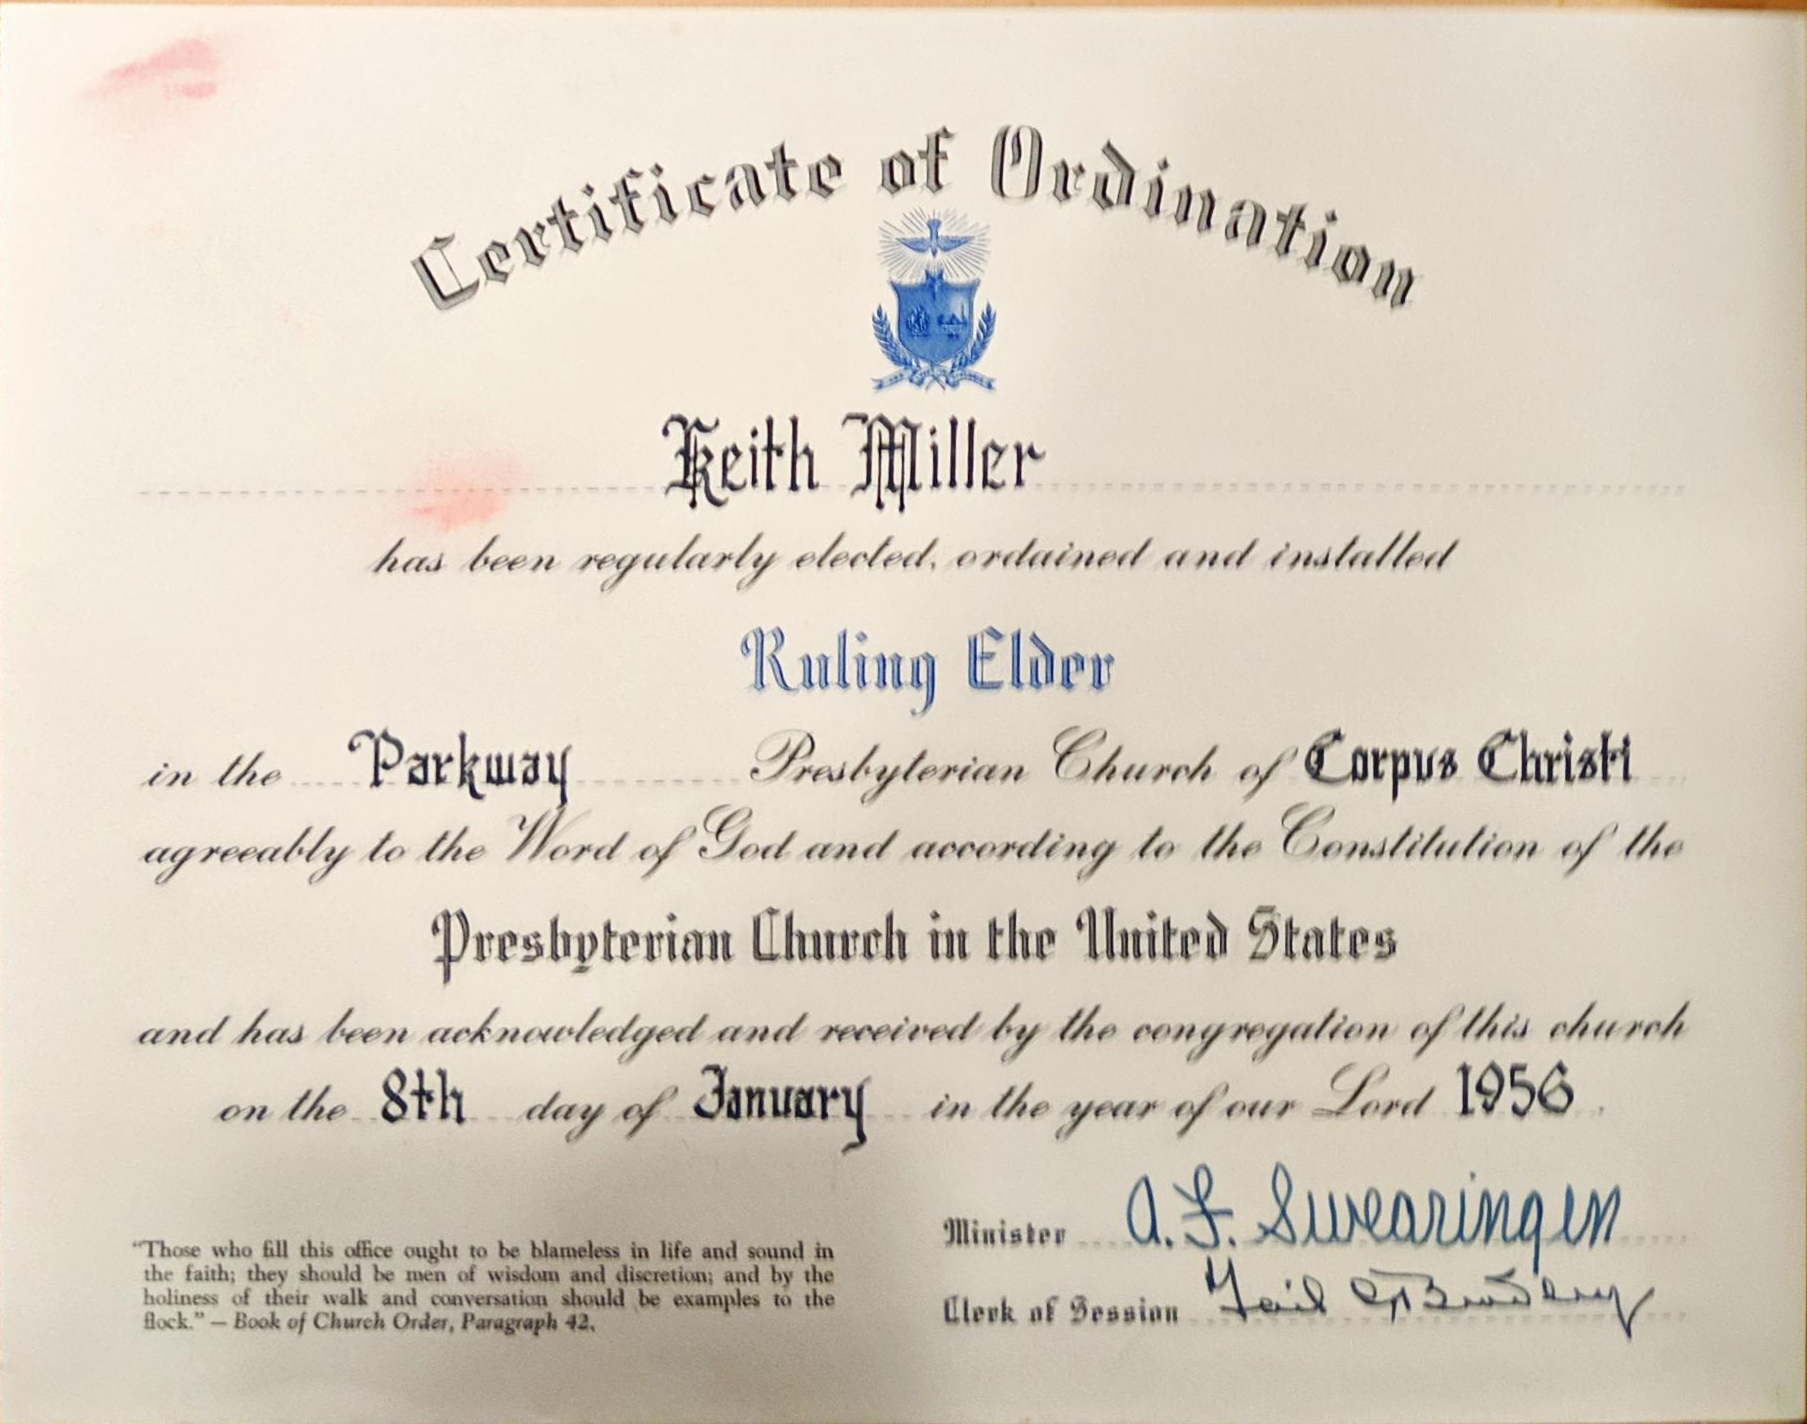 Certificate of Ordination
Keith Miller
has been regularly elected, ordained and installed
Ruling Elder
in the Parkway Presbyterian Church of Corpus Christi
agreeably to the Word of God and according to the Constitution of the
Presbyterian Church in the United States
and has been acknowledged and received by the congregation of this church
on the 8th day of January in the year of our Lord 1956
Minister A. F. Swearingen
Clerk of Session Gail
"Those who fill this office ought to be blameless in life and sound in
the faith; they should be men of wisdom and discretion; and by the
holiness of their walk and conversation should be examples to the
flock." — Book of Church Order, Paragraph 42.